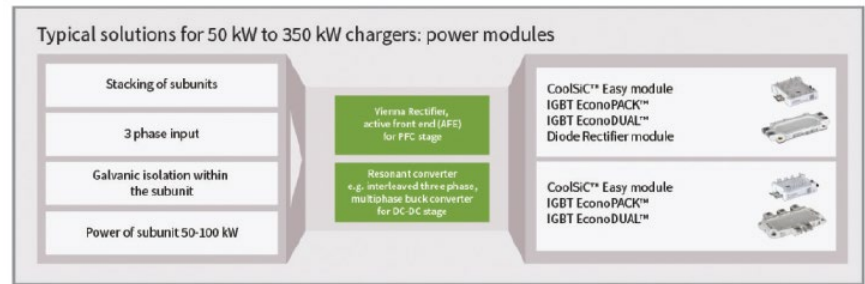 Typical solutions for 50 kW to 350 kW chargers: power modules
Stacking of subunits
3 phase input
Galvanic isolation within
the subunit
Power of subunit 50-100 kW
Vienna Rectifier,
active front end (AFE)
for PFC stage
Resonant converter
e.g. interleaved three phase,
multiphase buck converter
for DC-DC stage
CoolSiC™ Easy module
IGBT EconoPACK™
IGBT EconoDUAL™
Diode Rectifier module
CoolSiC™ Easy module
IGBT EconoPACK™
IGBT EconoDUAL™